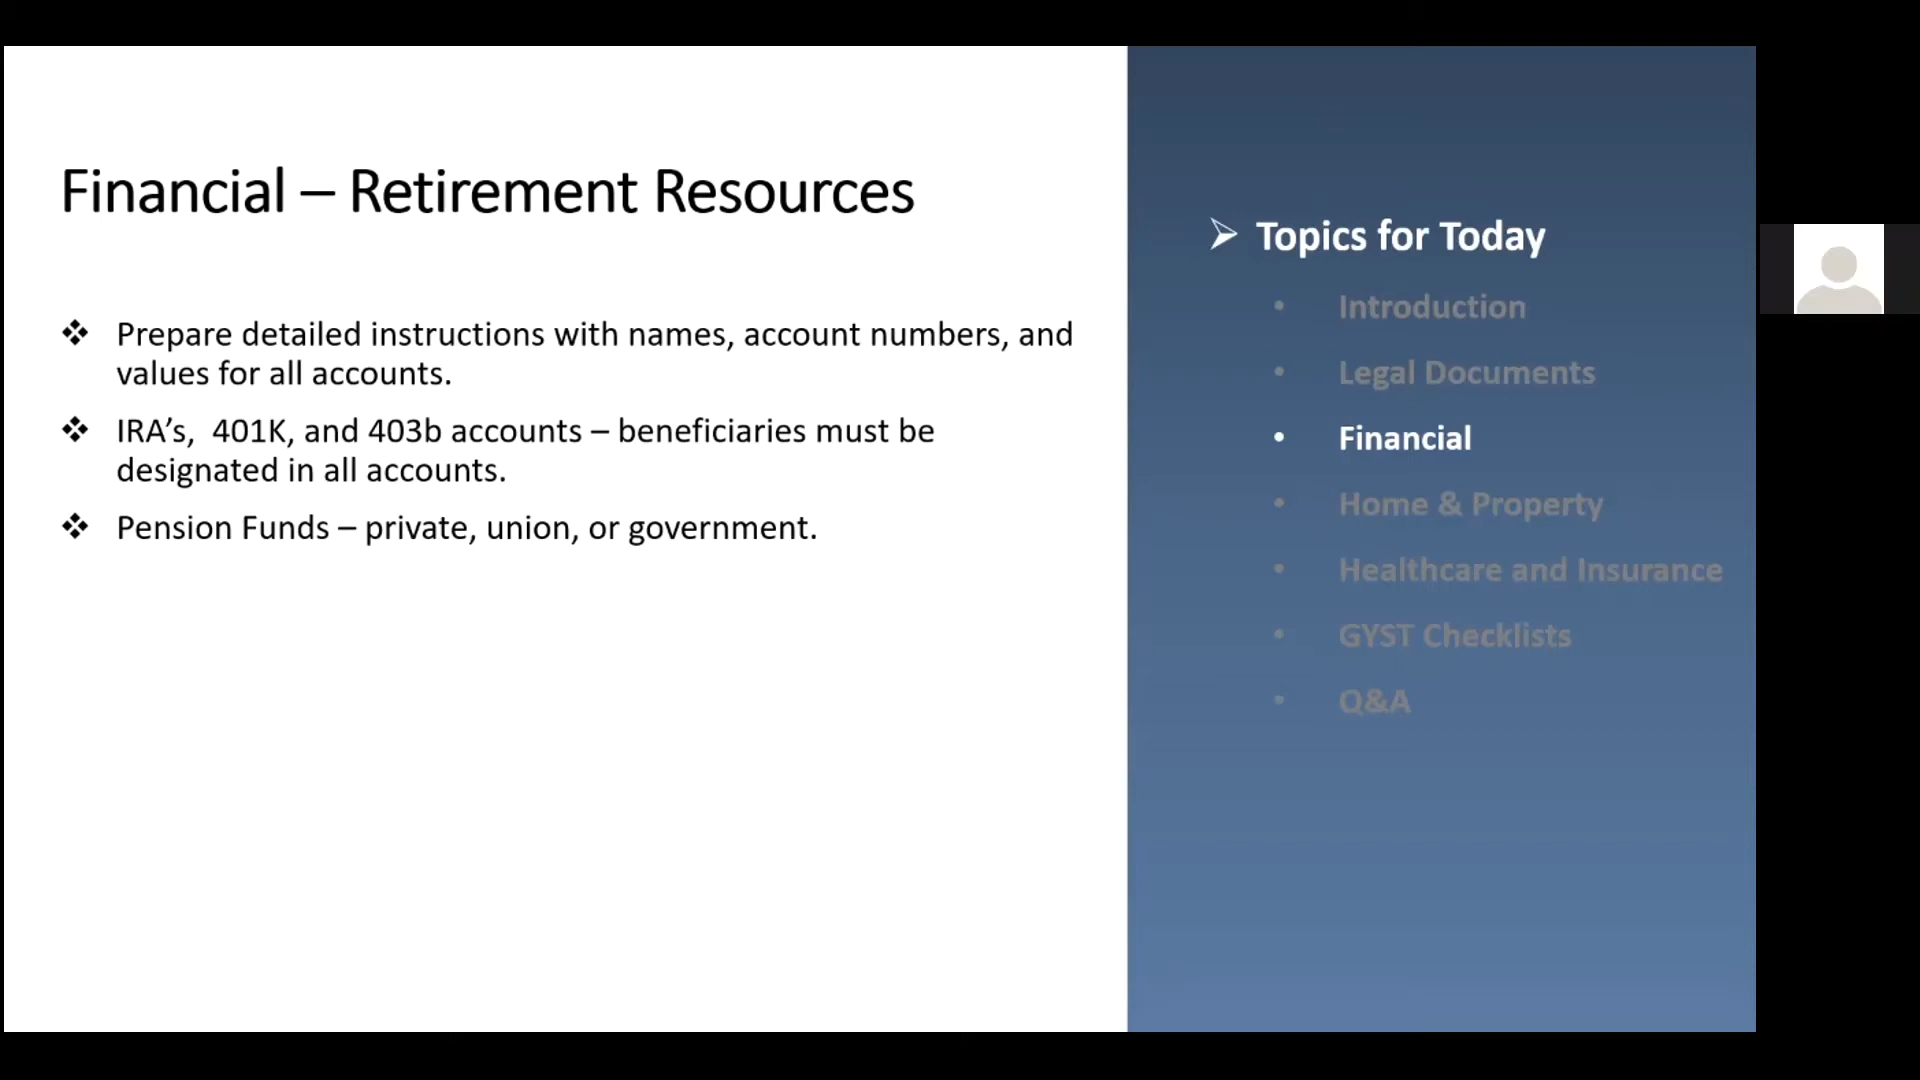 Financial – Retirement Resources
❖ Prepare detailed instructions with names, account numbers, and
values for all accounts.
❖ IRA’s,  401K, and 403b accounts – beneficiaries must be
designated in all accounts.
❖ Pension Funds – private, union, or government.
➢ Topics for Today
• Introduction
• Legal Documents
• Financial
• Home & Property
• Healthcare and Insurance
• GYST Checklists
• Q&A